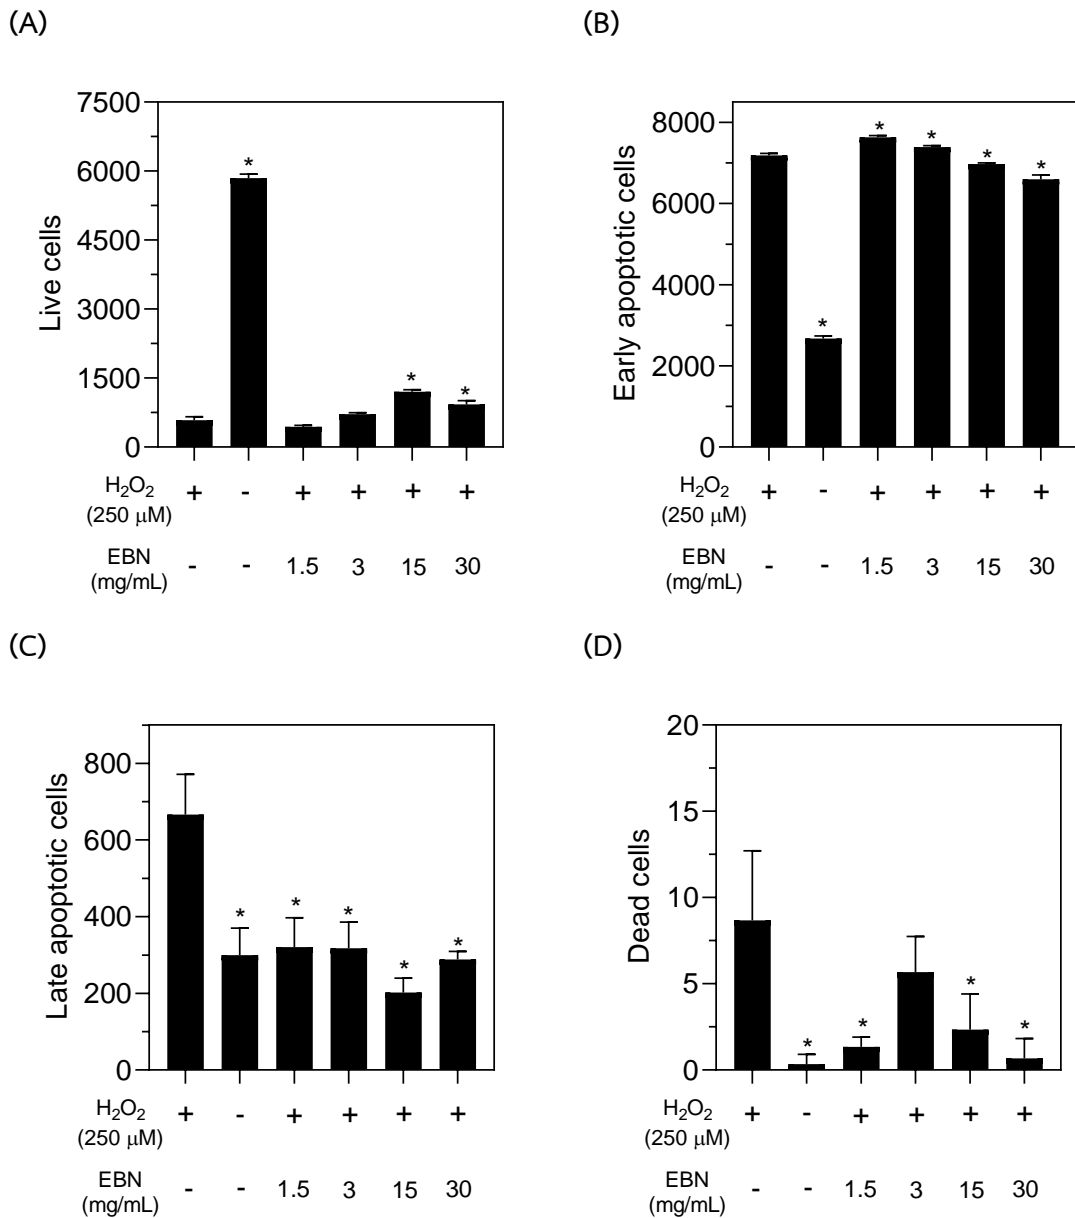 (A)
Live cells
7500
6000
4500
3000
1500
0
* * *
H₂O₂
(250 μM)
+ - + + + +
EBN
(mg/mL)
- - 1.5 3 15 30
(B)
Early apoptotic cells
8000
6000
4000
2000
0
* * * * *
H₂O₂
(250 μM)
+ - + + + +
EBN
(mg/mL)
- - 1.5 3 15 30
(C)
Late apoptotic cells
800
600
400
200
0
* * * * *
H₂O₂
(250 μM)
+ - + + + +
EBN
(mg/mL)
- - 1.5 3 15 30
(D)
Dead cells
20
15
10
5
0
* * * *
H₂O₂
(250 μM)
+ - + + + +
EBN
(mg/mL)
- - 1.5 3 15 30